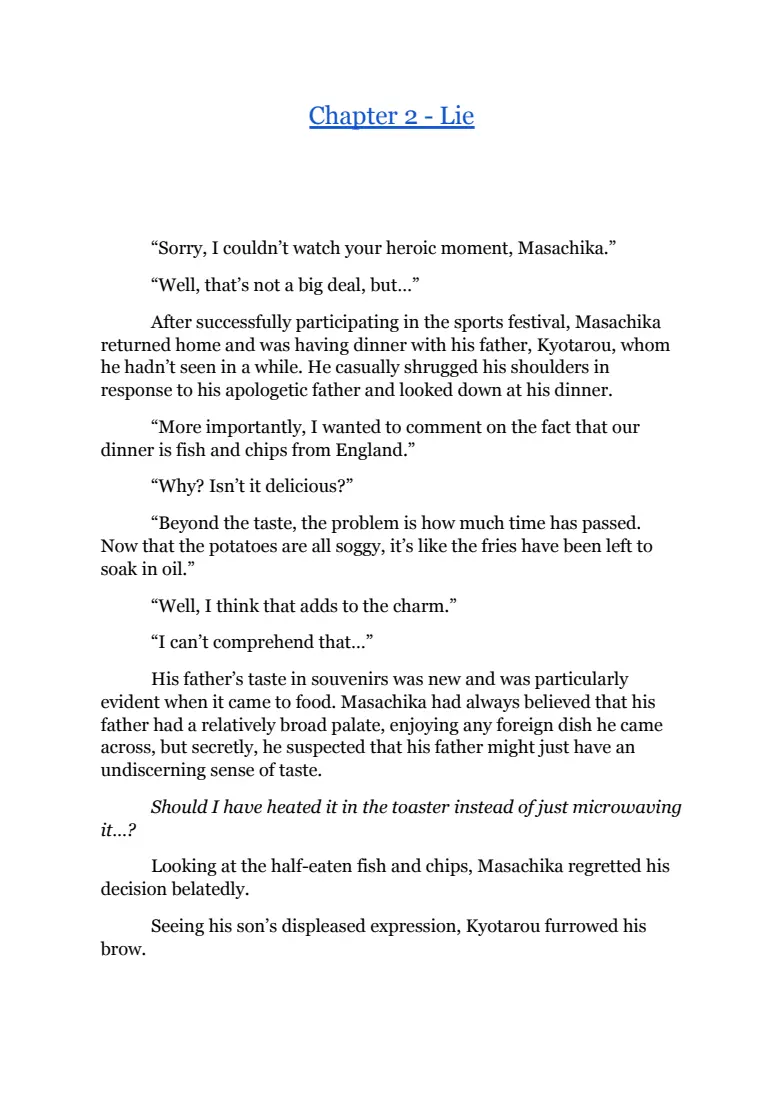 Chapter 2 - Lie
“Sorry, I couldn’t watch your heroic moment, Masachika.”
“Well, that’s not a big deal, but…”
After successfully participating in the sports festival, Masachika
returned home and was having dinner with his father, Kyotarou, whom
he hadn’t seen in a while. He casually shrugged his shoulders in
response to his apologetic father and looked down at his dinner.
“More importantly, I wanted to comment on the fact that our
dinner is fish and chips from England.”
“Why? Isn’t it delicious?”
“Beyond the taste, the problem is how much time has passed.
Now that the potatoes are all soggy, it’s like the fries have been left to
soak in oil.”
“Well, I think that adds to the charm.”
“I can’t comprehend that…”
His father’s taste in souvenirs was new and was particularly
evident when it came to food. Masachika had always believed that his
father had a relatively broad palate, enjoying any foreign dish he came
across, but secretly, he suspected that his father might just have an
undiscerning sense of taste.
Should I have heated it in the toaster instead of just microwaving
it…?
Looking at the half-eaten fish and chips, Masachika regretted his
decision belatedly.
Seeing his son’s displeased expression, Kyotarou furrowed his
brow.